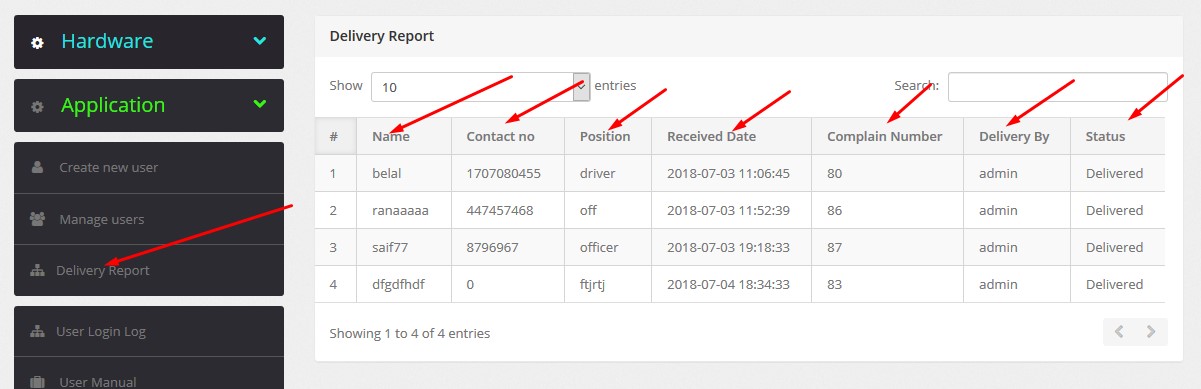 Hardware
Application
Create new user
Manage users
Delivery Report
User Login Log
User Manual
Delivery Report
Show 10 entries Search:
# Name Contact no Position Received Date Complain Number Delivery By Status
1 belal 1707080455 driver 2018-07-03 11:06:45 80 admin Delivered
2 ranaaaaa 447457468 off 2018-07-03 11:52:39 86 admin Delivered
3 saif77 8796967 officer 2018-07-03 19:18:33 87 admin Delivered
4 dfgdfhdf 0 ftjrtj 2018-07-04 18:34:33 83 admin Delivered
Showing 1 to 4 of 4 entries